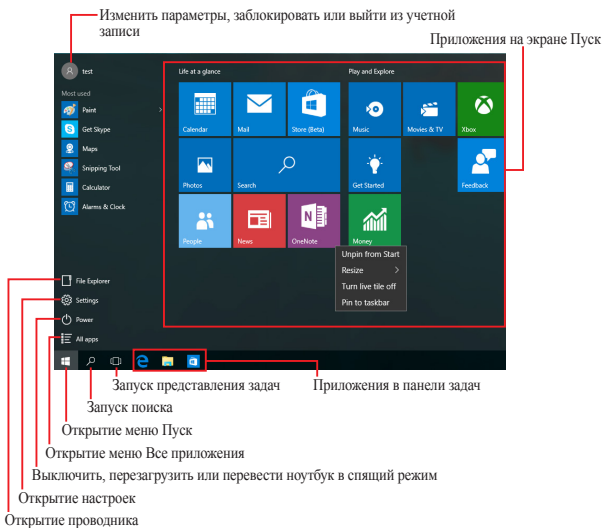 Изменить параметры, заблокировать или выйти из учетной
записи
Приложения на экране Пуск
test
Life at a glance
Play and Explore
Most used
Paint
Get Skype
Maps
Snipping Tool
Calculator
Alarms & Clock
Calendar
Mail
Store (Beta)
Music
Movies & TV
Xbox
Photos
Search
Get Started
Feedback
People
News
OneNote
Money
Unpin from Start
Resize
Turn live tile off
Pin to taskbar
File Explorer
Settings
Power
All apps
Запуск представления задач
Приложения в панели задач
Запуск поиска
Открытие меню Пуск
Открытие меню Все приложения
Выключить, перезагрузить или перевести ноутбук в спящий режим
Открытие настроек
Открытие проводника